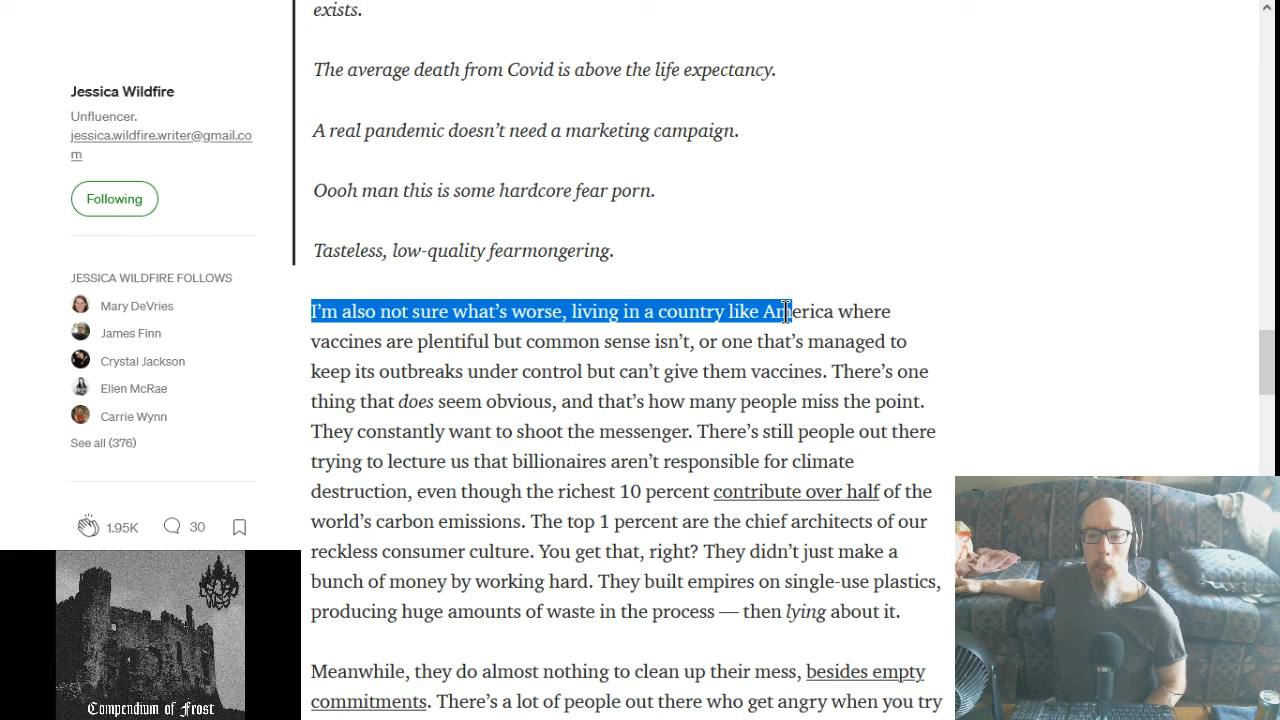 exists.
The average death from Covid is above the life expectancy.
A real pandemic doesn’t need a marketing campaign.
Oooh man this is some hardcore fear porn.
Tasteless, low-quality fearmongering.
Jessica Wildfire
Unfluencer.
jessica.wildfire.writer@gmail.co
m
Following
JESSICA WILDFIRE FOLLOWS
Mary DeVries
James Finn
Crystal Jackson
Ellen McRae
Carrie Wynn
See all (376)
1.95K 30
I’m also not sure what’s worse, living in a country like America where
vaccines are plentiful but common sense isn’t, or one that’s managed to
keep its outbreaks under control but can’t give them vaccines. There’s one
thing that does seem obvious, and that’s how many people miss the point.
They constantly want to shoot the messenger. There’s still people out there
trying to lecture us that billionaires aren’t responsible for climate
destruction, even though the richest 10 percent contribute over half of the
world’s carbon emissions. The top 1 percent are the chief architects of our
reckless consumer culture. You get that, right? They didn’t just make a
bunch of money by working hard. They built empires on single-use plastics,
producing huge amounts of waste in the process — then lying about it.
Meanwhile, they do almost nothing to clean up their mess, besides empty
commitments. There’s a lot of people out there who get angry when you try
Compendium of Frost